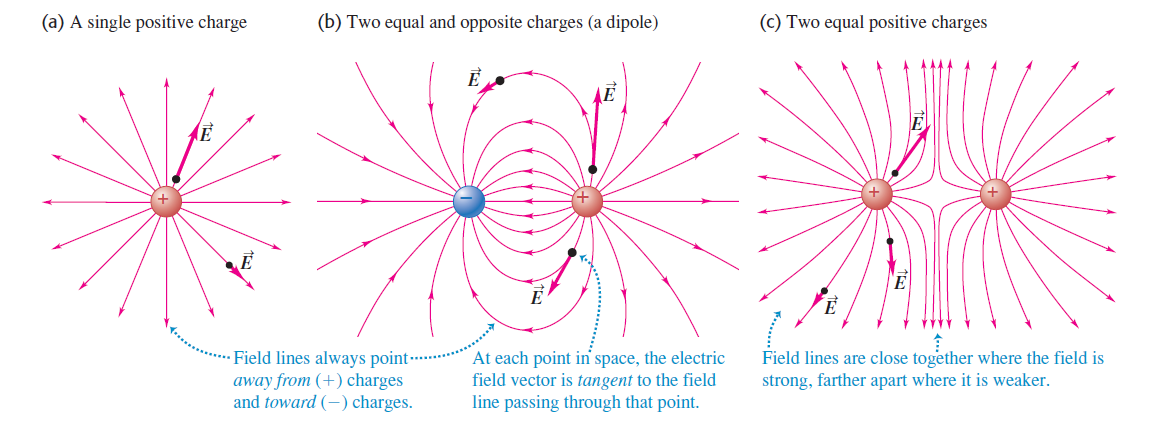 (a) A single positive charge
(b) Two equal and opposite charges (a dipole)
(c) Two equal positive charges
E⃗
E⃗
+
E⃗
E⃗
−
+
E⃗
E⃗
+
+
E⃗
E⃗
Field lines always point
away from (+) charges
and toward (−) charges.
At each point in space, the electric
field vector is tangent to the field
line passing through that point.
Field lines are close together where the field is
strong, farther apart where it is weaker.